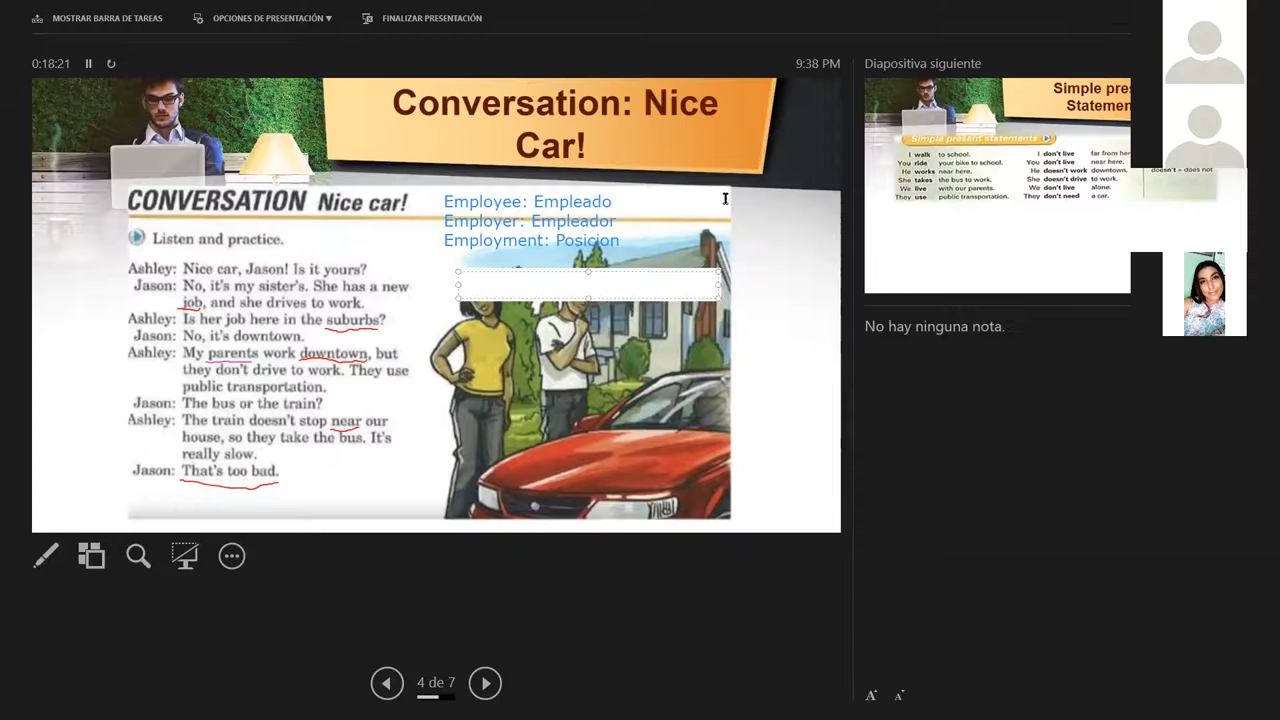 MOSTRAR BARRA DE TAREAS
OPCIONES DE PRESENTACIÓN ▼
FINALIZAR PRESENTACIÓN
0:18:21
9:38 PM
Conversation: Nice
Car!
CONVERSATION Nice car!
Employee: Empleado
Employer: Empleador
Employment: Posicion
Listen and practice.
Ashley: Nice car, Jason! Is it yours?
Jason: No, it's my sister's. She has a new
job, and she drives to work.
Ashley: Is her job here in the suburbs?
Jason: No, it's downtown.
Ashley: My parents work downtown, but
they don't drive to work. They use
public transportation.
Jason: The bus or the train?
Ashley: The train doesn't stop near our
house, so they take the bus. It's
really slow.
Jason: That's too bad.
4 de 7
Diapositiva siguiente
Simple pres
Statemen
Simple present statements
I walk to school. I don't live far from her
You ride your bike to school. You don't live near here.
He works near here. He doesn't work downtown. doesn't = does not
She takes the bus to work. She doesn't drive to work.
We live with our parents. We don't live alone.
They use public transportation. They don't need a car.
No hay ninguna nota.
A A